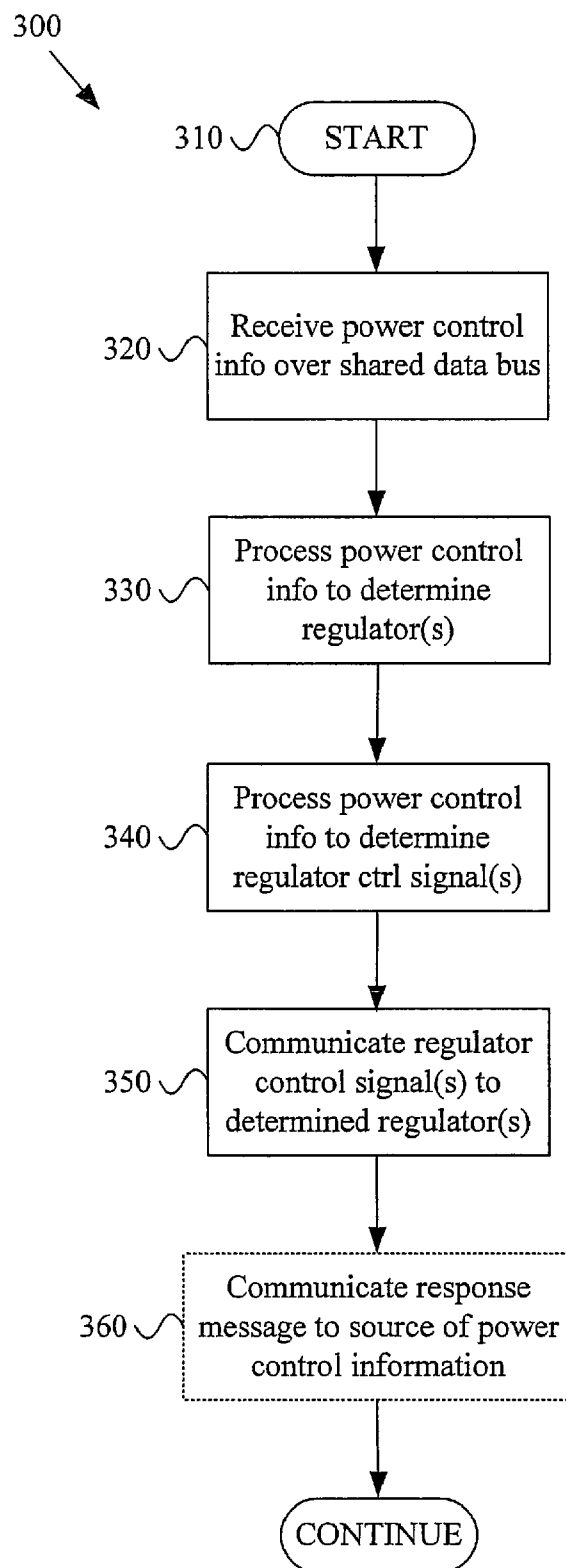 300
310
START
320
Receive power control
info over shared data bus
330
Process power control
info to determine
regulator(s)
340
Process power control
info to determine
regulator ctrl signal(s)
350
Communicate regulator
control signal(s) to
determined regulator(s)
360
Communicate response
message to source of power
control information
CONTINUE